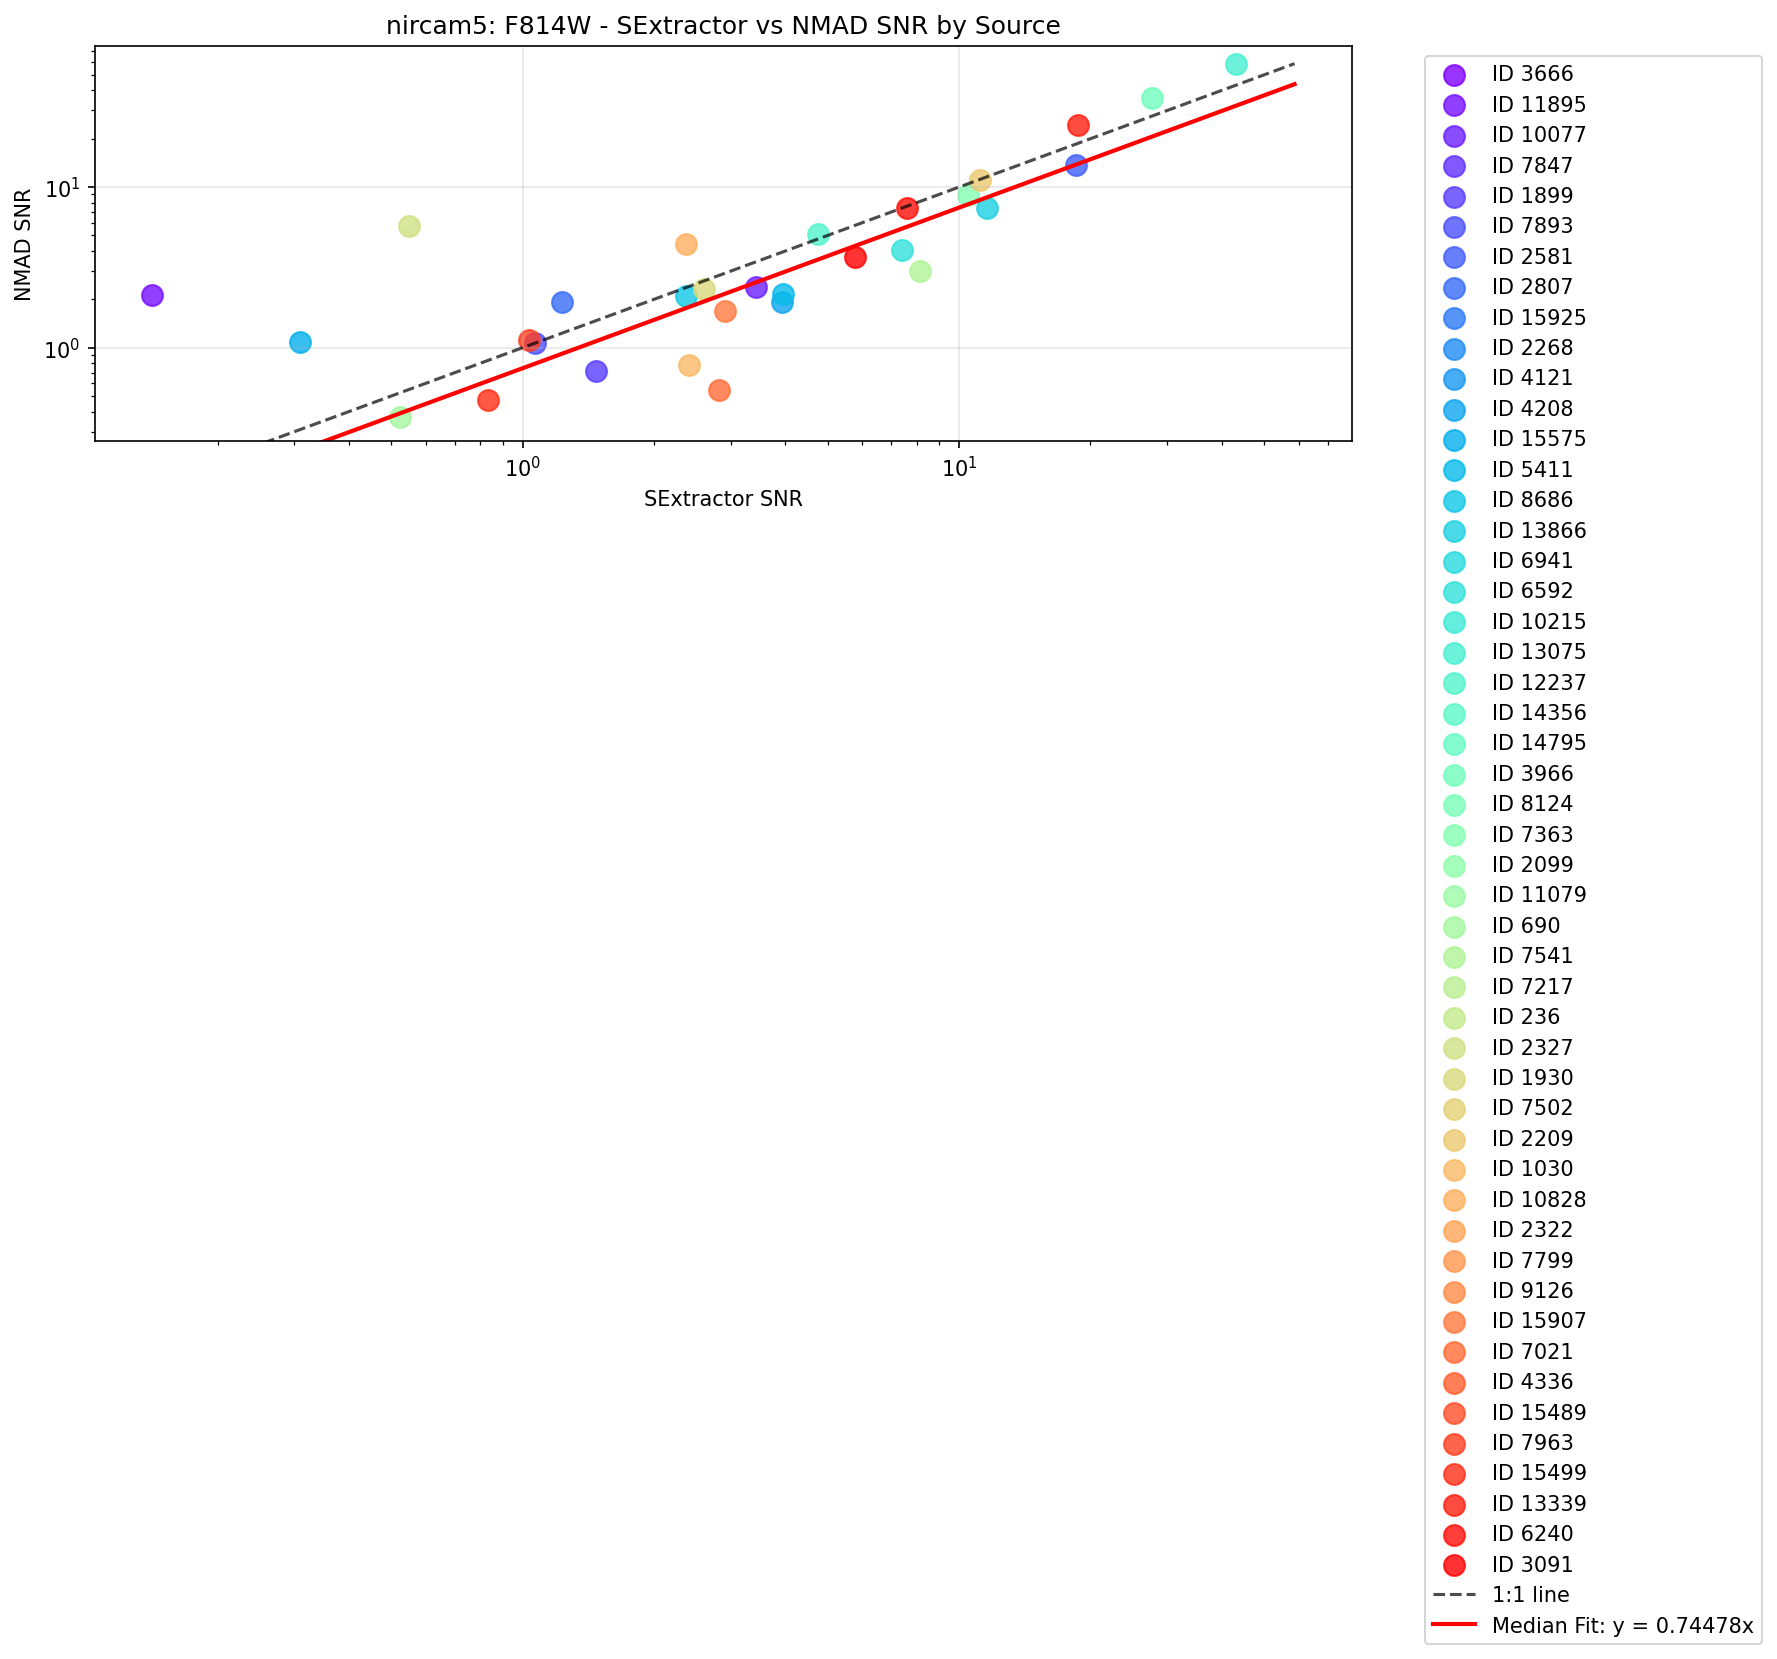 nircam5: F814W - SExtractor vs NMAD SNR by Source
NMAD SNR
10¹
10⁰
10⁰
10¹
SExtractor SNR
ID 3666
ID 11895
ID 10077
ID 7847
ID 1899
ID 7893
ID 2581
ID 2807
ID 15925
ID 2268
ID 4121
ID 4208
ID 15575
ID 5411
ID 8686
ID 13866
ID 6941
ID 6592
ID 10215
ID 13075
ID 12237
ID 14356
ID 14795
ID 3966
ID 8124
ID 7363
ID 2099
ID 11079
ID 690
ID 7541
ID 7217
ID 236
ID 2327
ID 1930
ID 7502
ID 2209
ID 1030
ID 10828
ID 2322
ID 7799
ID 9126
ID 15907
ID 7021
ID 4336
ID 15489
ID 7963
ID 15499
ID 13339
ID 6240
ID 3091
1:1 line
Median Fit: y = 0.74478x